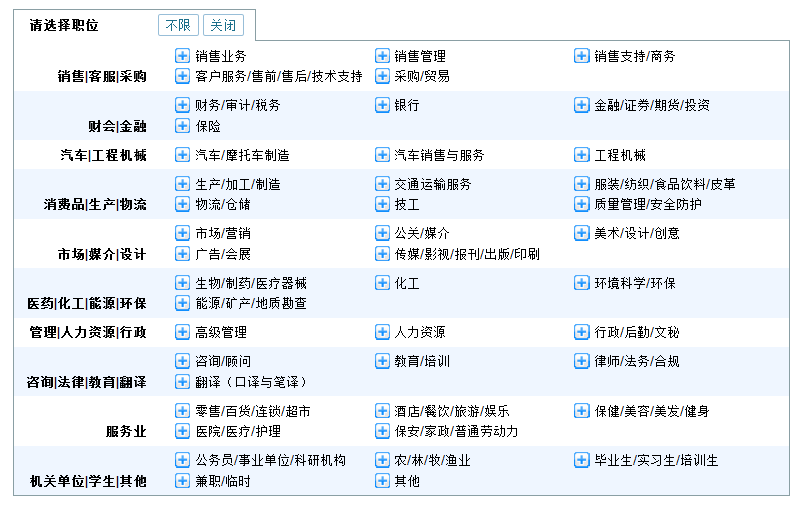 请选择职位 不限 关闭
销售业务 销售管理 销售支持/商务
销售|客服|采购 客户服务/售前/售后/技术支持 采购/贸易
财务/审计/税务 银行 金融/证券/期货/投资
财会|金融 保险
汽车|工程机械 汽车/摩托车制造 汽车销售与服务 工程机械
生产/加工/制造 交通运输服务 服装/纺织/食品饮料/皮革
消费品|生产|物流 物流/仓储 技工 质量管理/安全防护
市场/营销 公关/媒介 美术/设计/创意
市场|媒介|设计 广告/会展 传媒/影视/报刊/出版/印刷
生物/制药/医疗器械 化工 环境科学/环保
医药|化工|能源|环保 能源/矿产/地质勘查
管理|人力资源|行政 高级管理 人力资源 行政/后勤/文秘
咨询/顾问 教育/培训 律师/法务/合规
咨询|法律|教育|翻译 翻译（口译与笔译）
零售/百货/连锁/超市 酒店/餐饮/旅游/娱乐 保健/美容/美发/健身
服务业 医院/医疗/护理 保安/家政/普通劳动力
公务员/事业单位/科研机构 农/林/牧/渔业 毕业生/实习生/培训生
机关单位|学生|其他 兼职/临时 其他